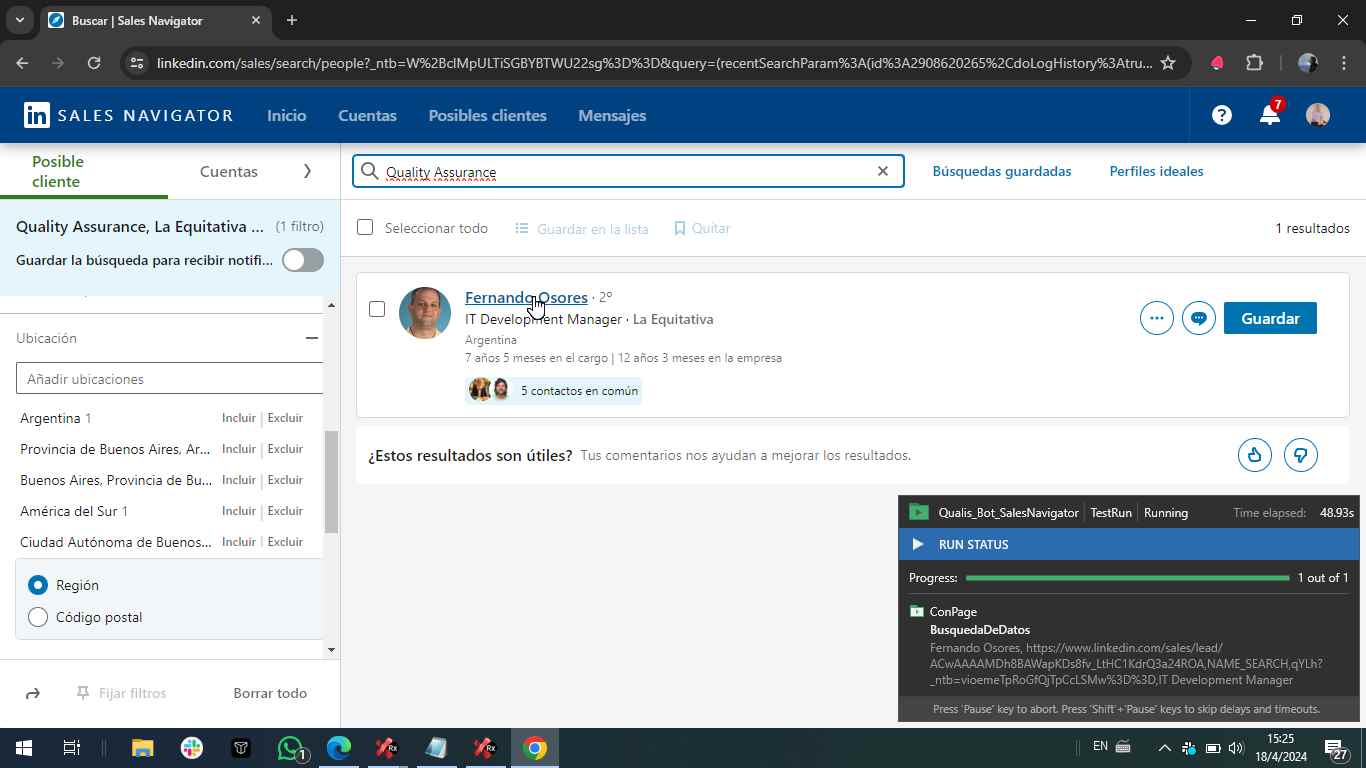 Buscar | Sales Navigator
linkedin.com/sales/search/people?_ntb=W%2BclMpULTiSGBYBTWU22sg%3D%3D&query=(recentSearchParam%3A(id%3A2908620265%2CdoLogHistory%3Atru...
in SALES NAVIGATOR Inicio Cuentas Posibles clientes Mensajes 7
Posible
cliente
Cuentas
Quality Assurance
Búsquedas guardadas
Perfiles ideales
Quality Assurance, La Equitativa ... (1 filtro)
Guardar la búsqueda para recibir notifi...
Seleccionar todo
Guardar en la lista
Quitar
1 resultados
Ubicación
Añadir ubicaciones
Argentina 1 Incluir | Excluir
Provincia de Buenos Aires, Ar... Incluir | Excluir
Buenos Aires, Provincia de Bu... Incluir | Excluir
América del Sur 1 Incluir | Excluir
Ciudad Autónoma de Buenos... Incluir | Excluir
Región
Código postal
Fijar filtros
Borrar todo
Fernando Osores · 2º
IT Development Manager · La Equitativa
Argentina
7 años 5 meses en el cargo | 12 años 3 meses en la empresa
5 contactos en común
Guardar
¿Estos resultados son útiles? Tus comentarios nos ayudan a mejorar los resultados.
Qualis_Bot_SalesNavigator | TestRun | Running Time elapsed: 48.93s
RUN STATUS
Progress: 1 out of 1
ConPage
BusquedaDeDatos
Fernando Osores, https://www.linkedin.com/sales/lead/
ACwAAAAMDh8BAWapKDs8fv_LtHC1KdrQ3a24ROA,NAME_SEARCH,qYLh?
_ntb=vioemeTpRoGfQjTpCcLSMw%3D%3D,IT Development Manager
Press 'Pause' key to abort. Press 'Shift'+'Pause' keys to skip delays and timeouts.
1
Rx
Rx
EN
15:25
18/4/2024
27